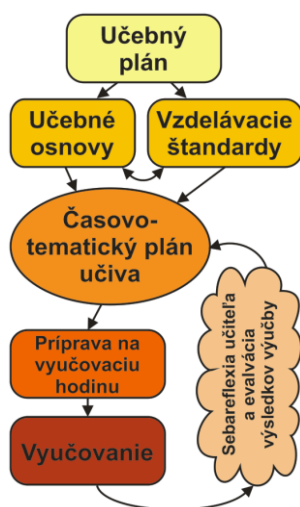 Učebný
plán
Učebné
osnovy
Vzdelávacie
štandardy
Časovo-
tematický plán
učiva
Príprava na
vyučovaciu
hodinu
Vyučovanie
Sebareflexia učiteľa
a evalvácia
výsledkov výučby